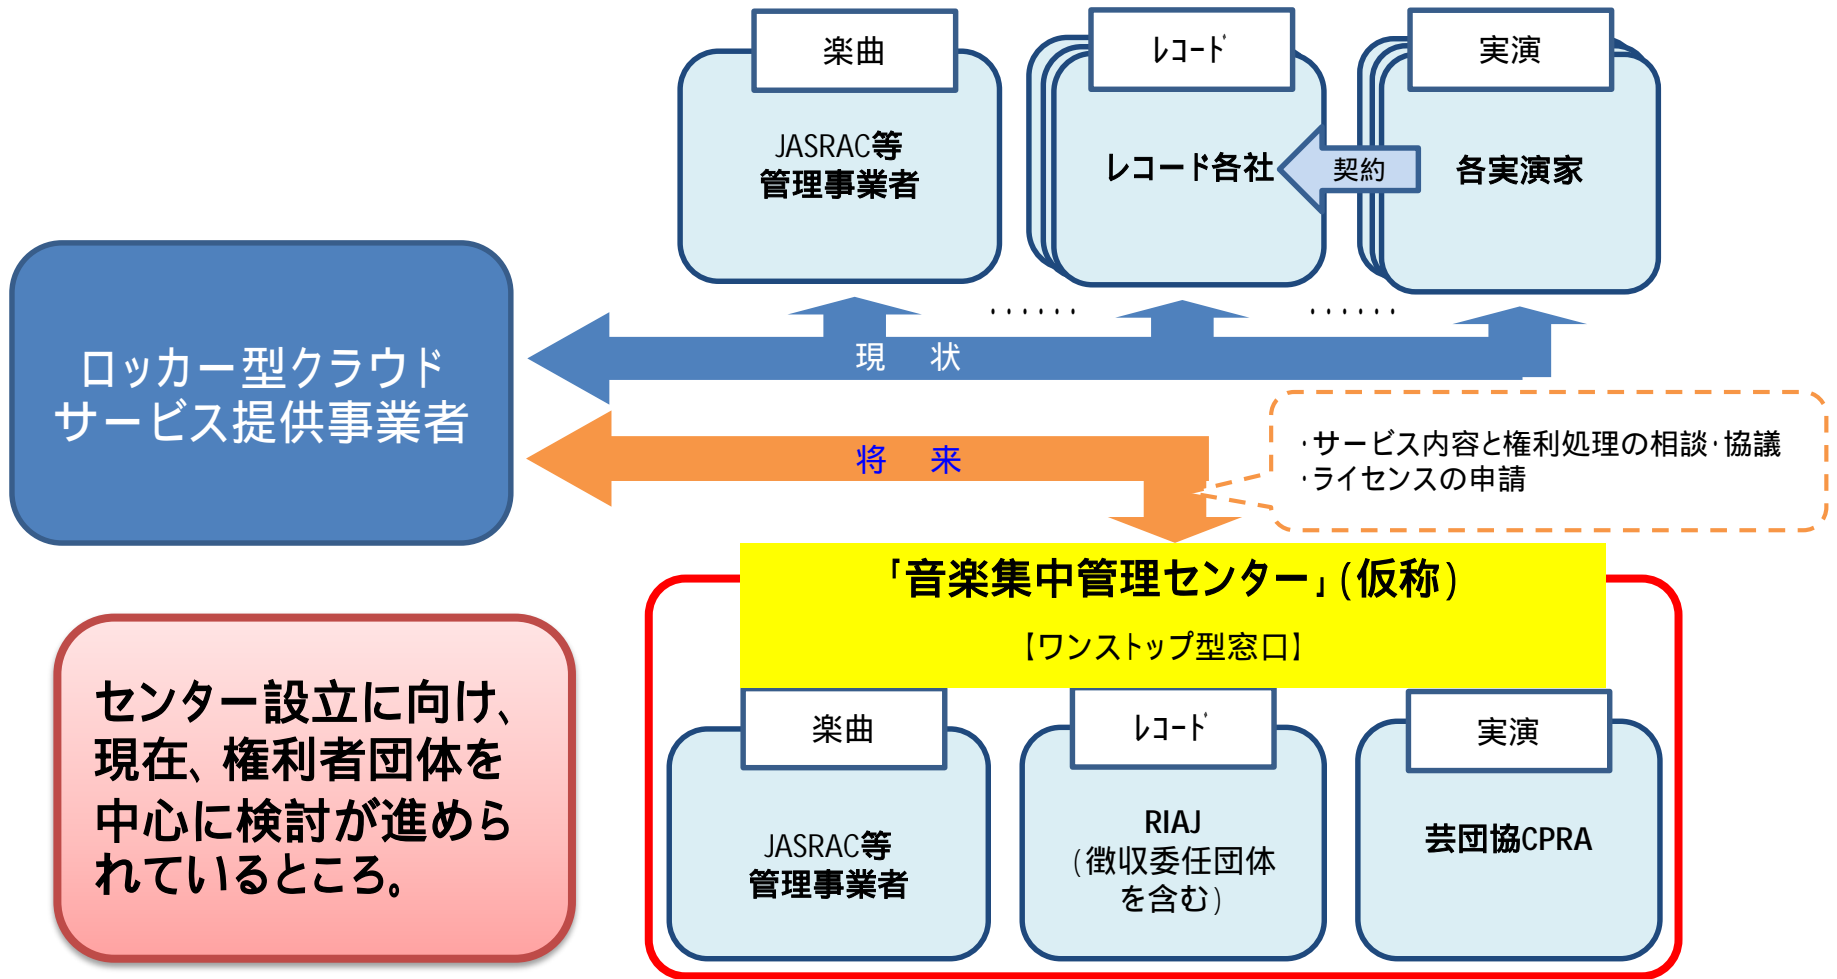 楽曲
JASRAC等
管理事業者
レコード
レコード各社
契約
実演
各実演家
ロッカー型クラウド
サービス提供事業者
・・・・・・
・・・・・・
現　状
将　来
・サービス内容と権利処理の相談・協議
・ライセンスの申請
「音楽集中管理センター」(仮称)
【ワンストップ型窓口】
センター設立に向け、
現在、権利者団体を
中心に検討が進めら
れているところ。
楽曲
JASRAC等
管理事業者
レコード
RIAJ
(徴収委任団体
を含む)
実演
芸団協CPRA